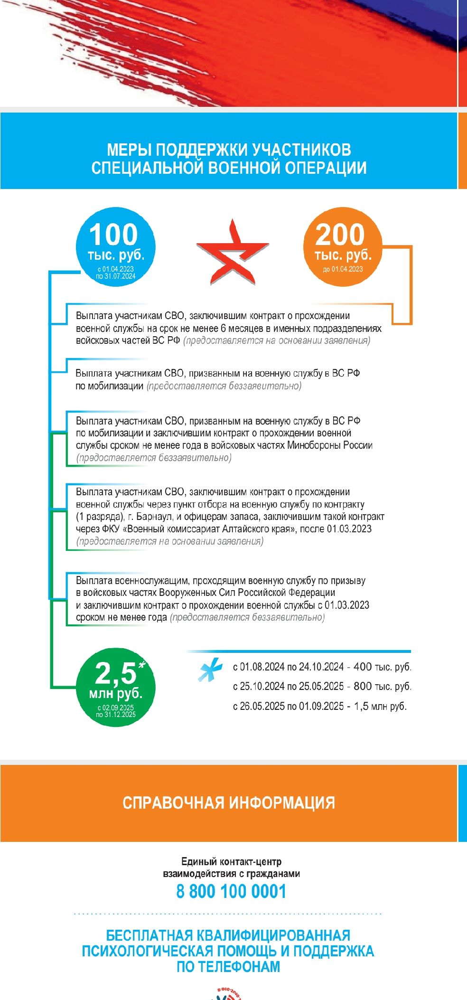 МЕРЫ ПОДДЕРЖКИ УЧАСТНИКОВ
СПЕЦИАЛЬНОЙ ВОЕННОЙ ОПЕРАЦИИ
100
тыс. руб.
с 01.04.2023
по 31.07.2024
200
тыс. руб.
до 01.04.2023
Выплата участникам СВО, заключившим контракт о прохождении
военной службы на срок не менее 6 месяцев в именных подразделениях
войсковых частей ВС РФ (предоставляется на основании заявления)
Выплата участникам СВО, призванным на военную службу в ВС РФ
по мобилизации (предоставляется беззаявительно)
Выплата участникам СВО, призванным на военную службу в ВС РФ
по мобилизации и заключившим контракт о прохождении военной
службы сроком не менее года в войсковых частях Минобороны России
(предоставляется беззаявительно)
Выплата участникам СВО, заключившим контракт о прохождении
военной службы через пункт отбора на военную службу по контракту
(1 разряда), г. Барнаул, и офицерам запаса, заключившим такой контракт
через ФКУ «Военный комиссариат Алтайского края», после 01.03.2023
(предоставляется на основании заявления)
Выплата военнослужащим, проходящим военную службу по призыву
в войсковых частях Вооруженных Сил Российской Федерации
и заключившим контракт о прохождении военной службы с 01.03.2023
сроком не менее года (предоставляется беззаявительно)
2,5*
млн руб.
с 02.09.2025
по 31.12.2025
* с 01.08.2024 по 24.10.2024 - 400 тыс. руб.
с 25.10.2024 по 25.05.2025 - 800 тыс. руб.
с 26.05.2025 по 01.09.2025 - 1,5 млн руб.
СПРАВОЧНАЯ ИНФОРМАЦИЯ
Единый контакт-центр
взаимодействия с гражданами
8 800 100 0001
БЕСПЛАТНАЯ КВАЛИФИЦИРОВАННАЯ
ПСИХОЛОГИЧЕСКАЯ ПОМОЩЬ И ПОДДЕРЖКА
ПО ТЕЛЕФОНАМ